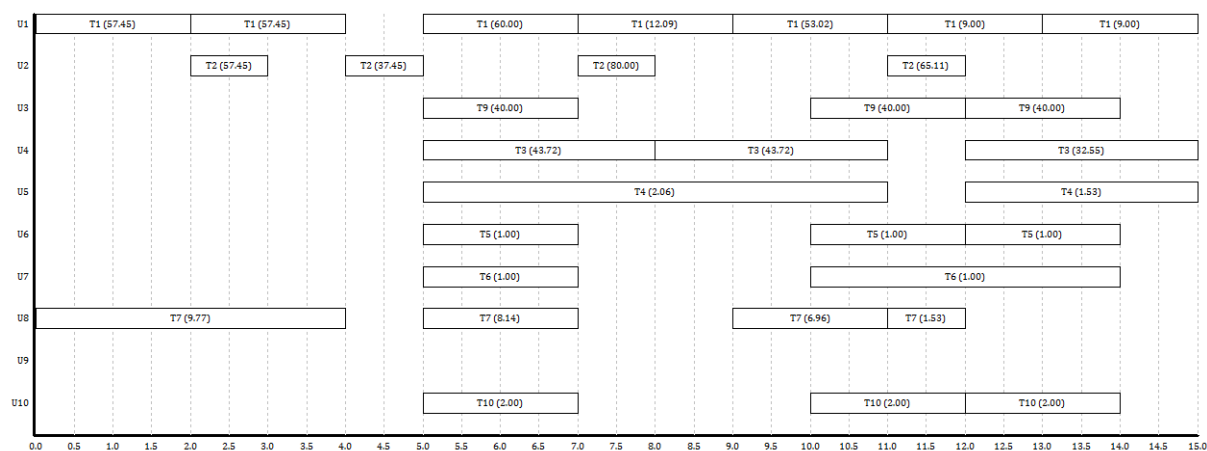 U1 T1 (57.45) T1 (57.45) T1 (60.00) T1 (12.09) T1 (53.02) T1 (9.00) T1 (9.00)
U2 T2 (57.45) T2 (37.45) T2 (80.00) T2 (65.11)
U3 T9 (40.00) T9 (40.00) T9 (40.00)
U4 T3 (43.72) T3 (43.72) T3 (32.55)
U5 T4 (2.06) T4 (1.53)
U6 T5 (1.00) T5 (1.00) T5 (1.00)
U7 T6 (1.00) T6 (1.00)
U8 T7 (9.77) T7 (8.14) T7 (6.96) T7 (1.53)
U9
U10 T10 (2.00) T10 (2.00) T10 (2.00)
0.0 0.5 1.0 1.5 2.0 2.5 3.0 3.5 4.0 4.5 5.0 5.5 6.0 6.5 7.0 7.5 8.0 8.5 9.0 9.5 10.0 10.5 11.0 11.5 12.0 12.5 13.0 13.5 14.0 14.5 15.0